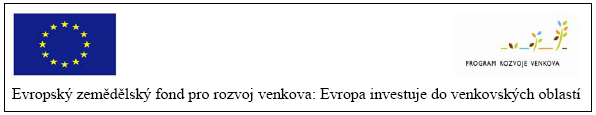 PROGRAM ROZVOJE VENKOVA
Evropský zemědělský fond pro rozvoj venkova: Evropa investuje do venkovských oblastí